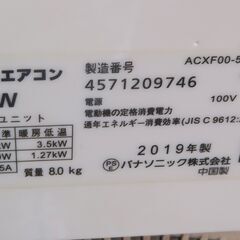 エアコン
製造番号
ACXF00-5
4571209746
N
電源
100V
ユニット
電動機の定格消費電力
通年エネルギー消費効率(JIS C 9612:
準 暖房低温
W 3.5kW
W 1.27kW
5A
質量 8.0 kg
2019年製
PSE
パナソニック株式会
中国製